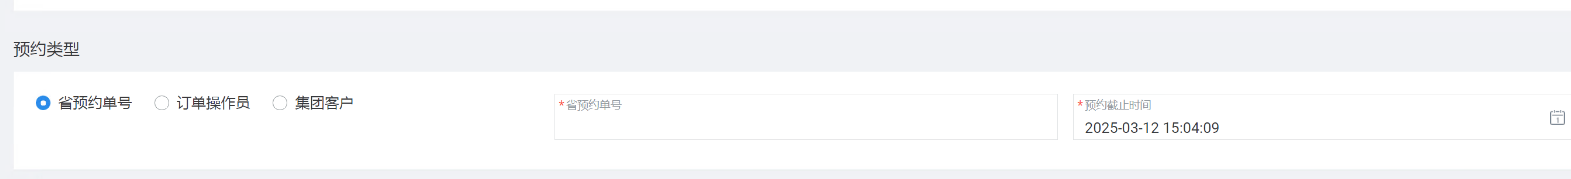 预约类型
省预约单号 订单操作员 集团客户
*省预约单号
*预约截止时间
2025-03-12 15:04:09
1